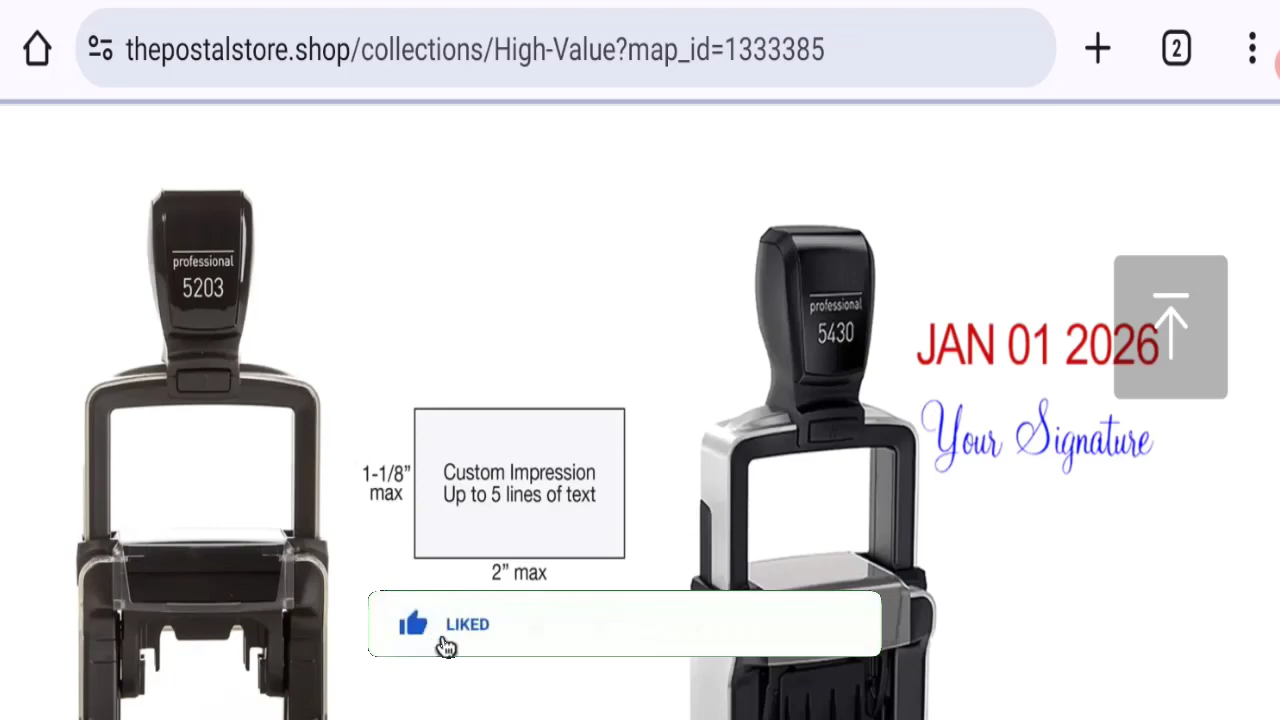 thepostalstore.shop/collections/High-Value?map_id=1333385
2
professional
5203
professional
5430
JAN 01 2026
Your Signature
1-1/8”
max
Custom Impression
Up to 5 lines of text
2” max
LIKED